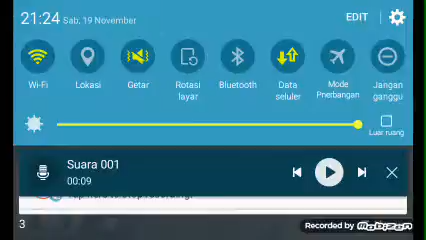 21:24 Sab, 19 November EDIT
Wi-Fi Lokasi Getar Rotasi layar Bluetooth Data seluler Mode Pnerbangan Jangan ganggu
Luar ruang
Suara 001
00:09
3
Recorded by MOBIZEN